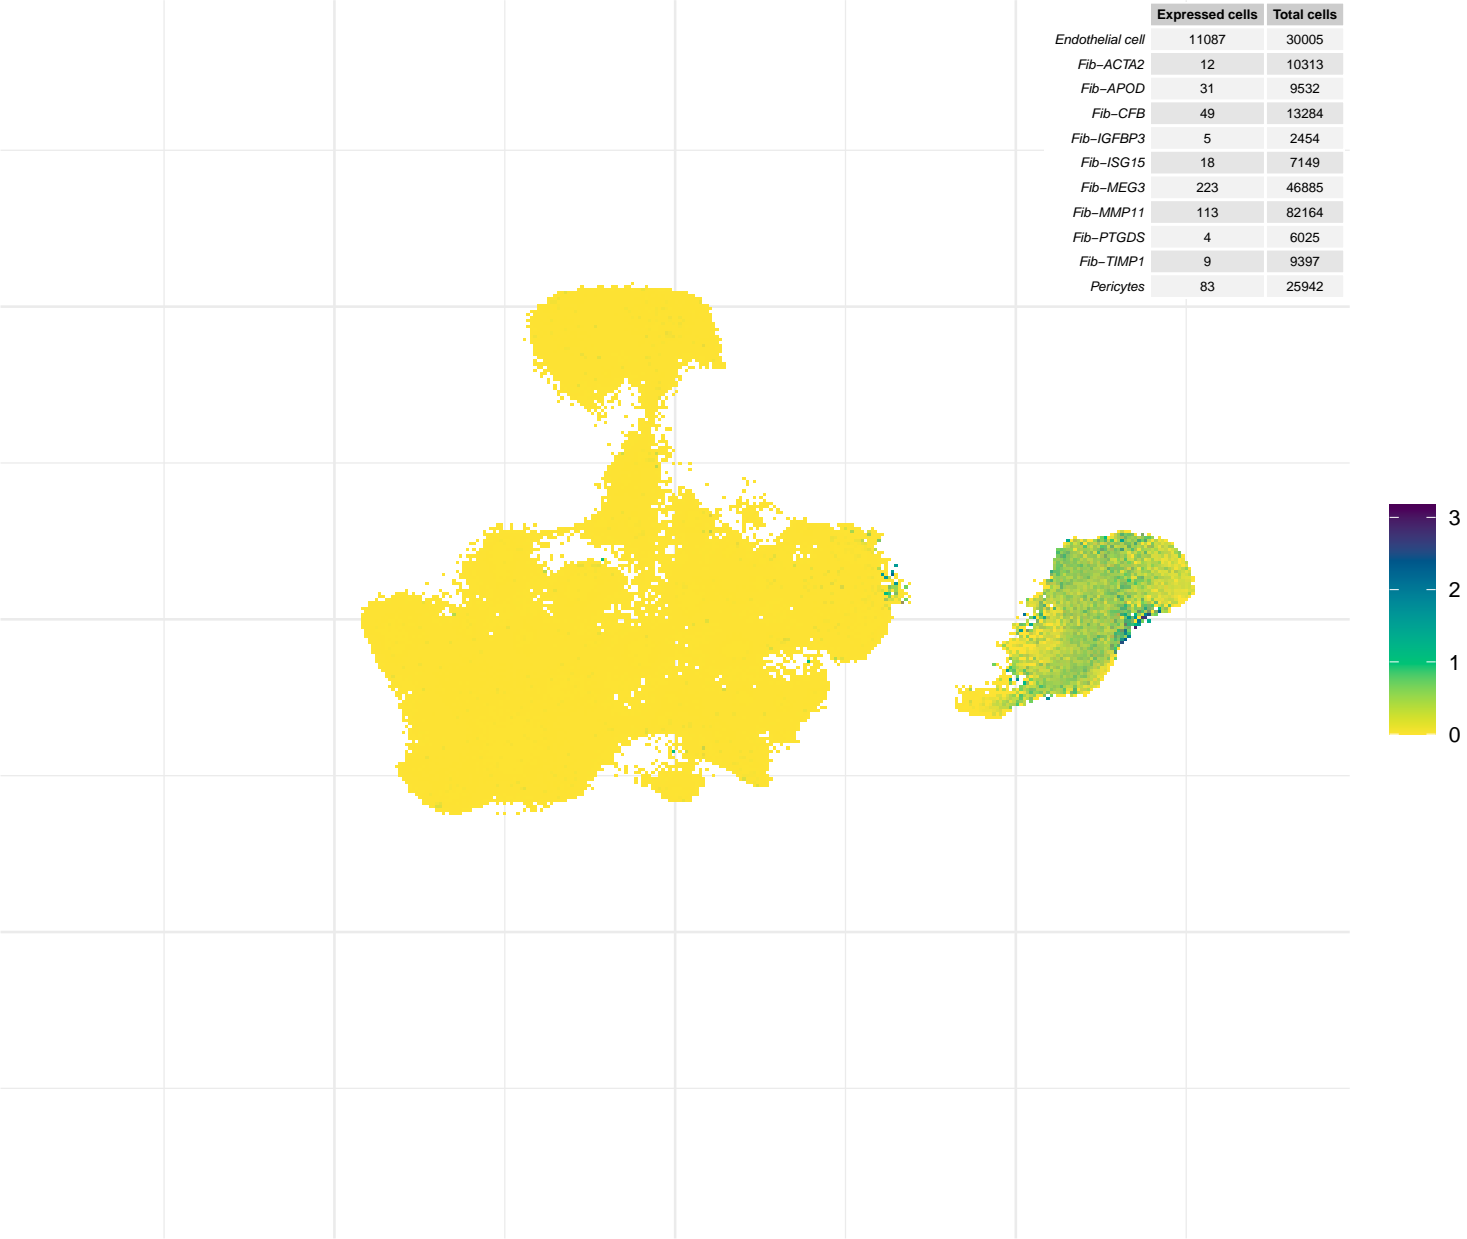 Expressed cells Total cells
Endothelial cell 11087 30005
Fib−ACTA2 12 10313
Fib−APOD 31 9532
Fib−CFB 49 13284
Fib−IGFBP3 5 2454
Fib−ISG15 18 7149
Fib−MEG3 223 46885
Fib−MMP11 113 82164
Fib−PTGDS 4 6025
Fib−TIMP1 9 9397
Pericytes 83 25942
3
2
1
0